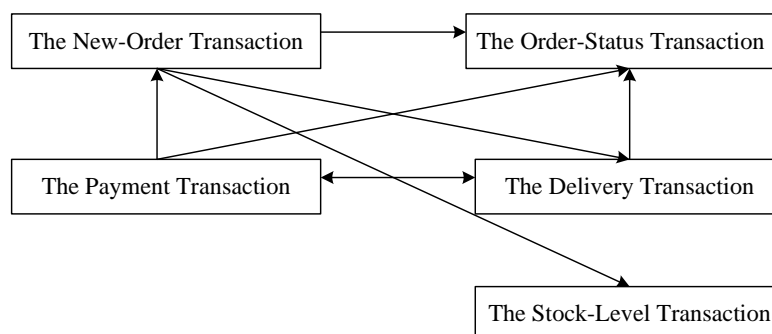 The New-Order Transaction
The Order-Status Transaction
The Payment Transaction
The Delivery Transaction
The Stock-Level Transaction